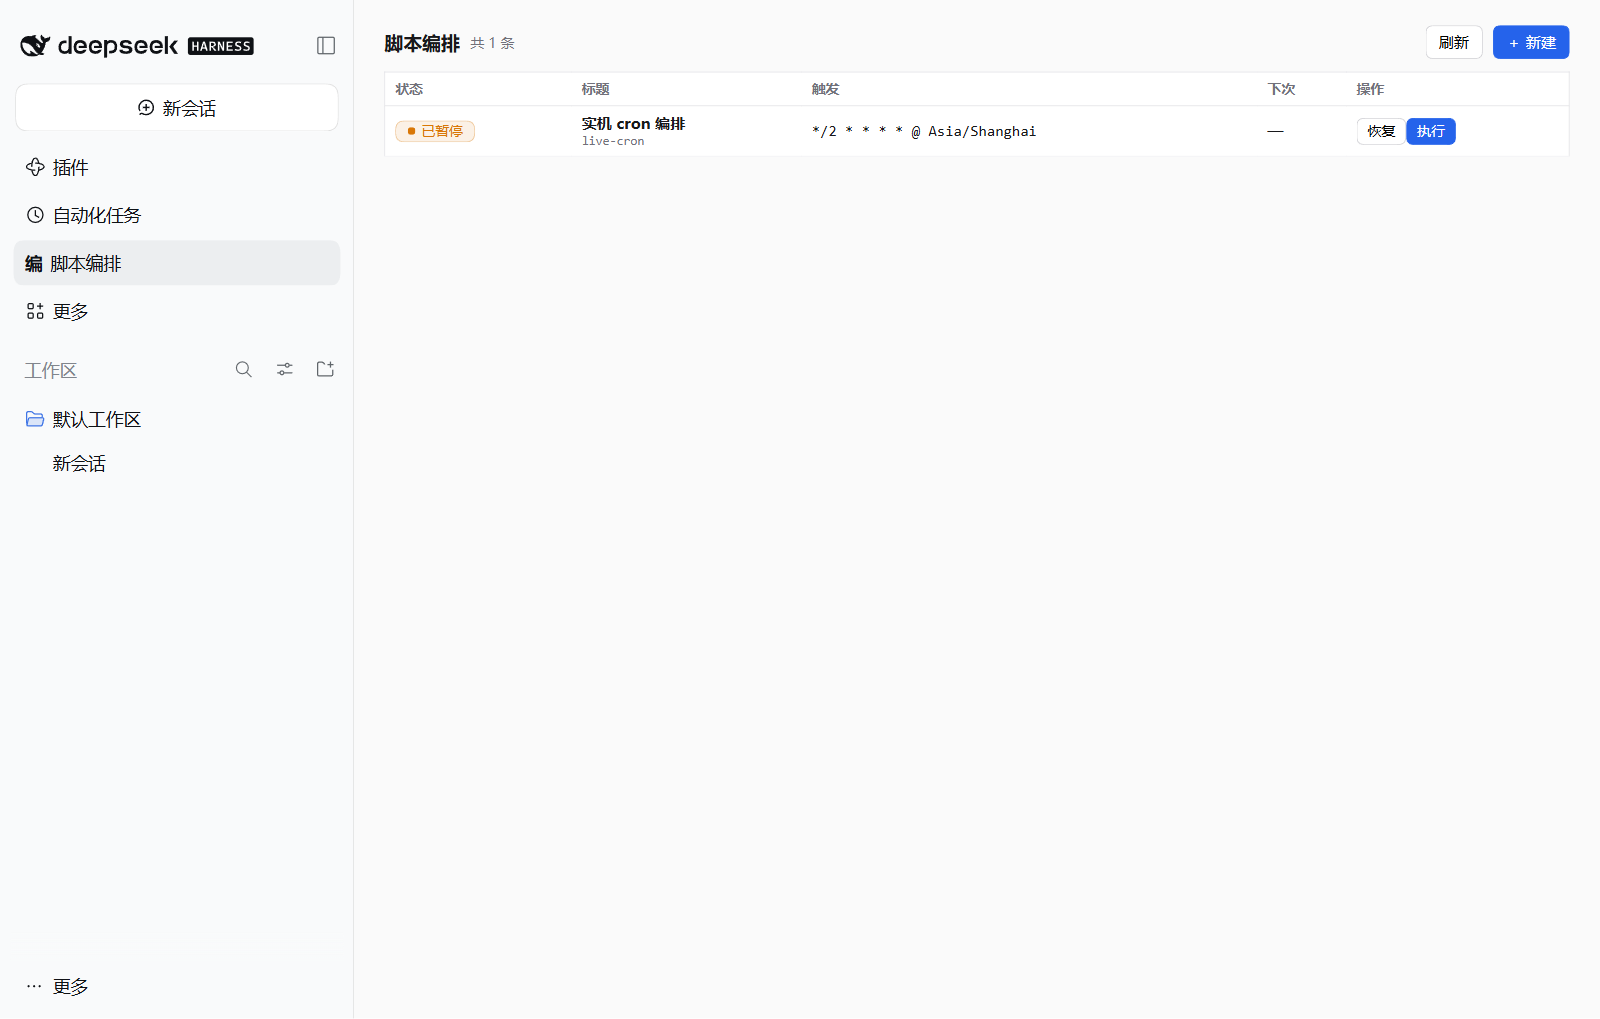 deepseek HARNESS
新会话
插件
自动化任务
编 脚本编排
更多
工作区
默认工作区
新会话
更多
脚本编排 共 1 条
刷新
+ 新建
状态 标题 触发 下次 操作
已暂停 实机 cron 编排 */2 * * * * @ Asia/Shanghai — 恢复 执行
live-cron